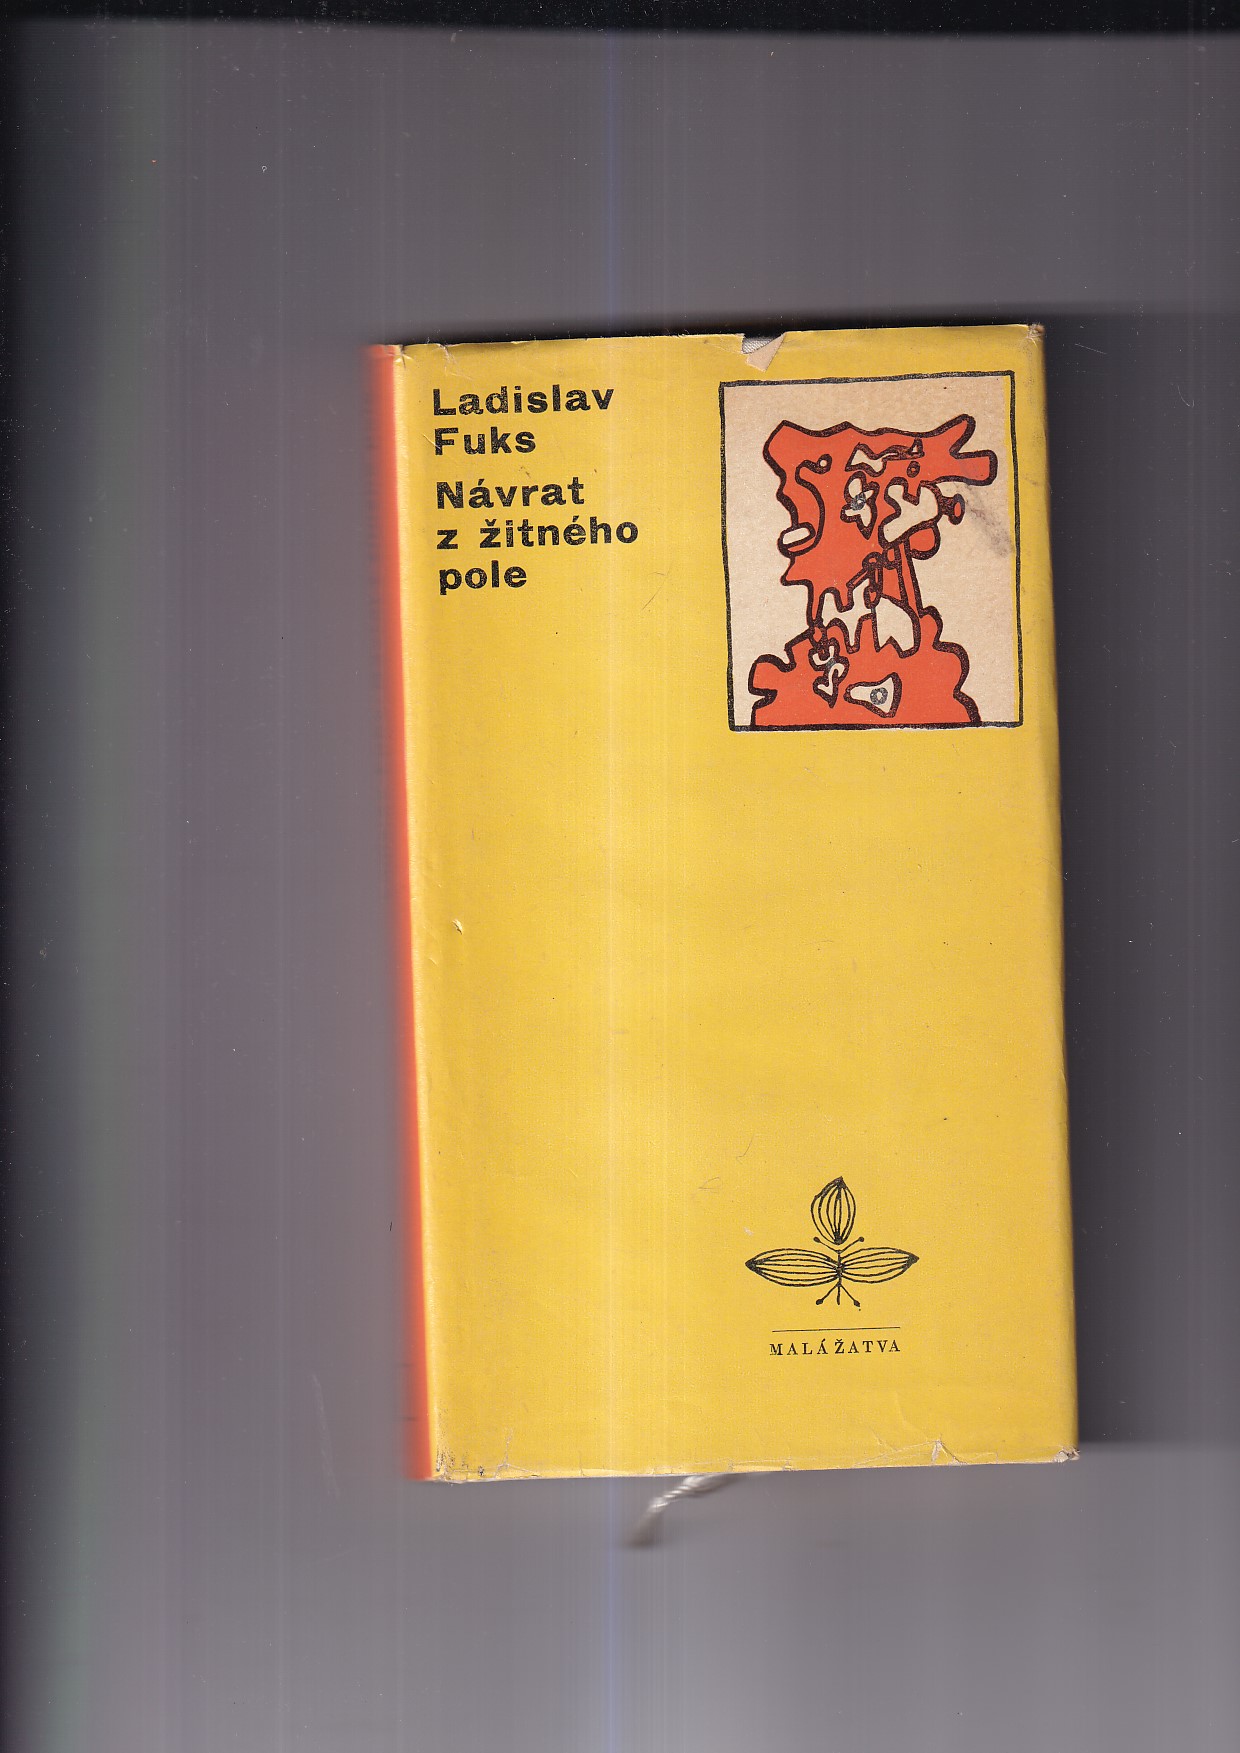 Ladislav
Fuks
Návrat
z žitného
pole
MALÁ ŽATVA